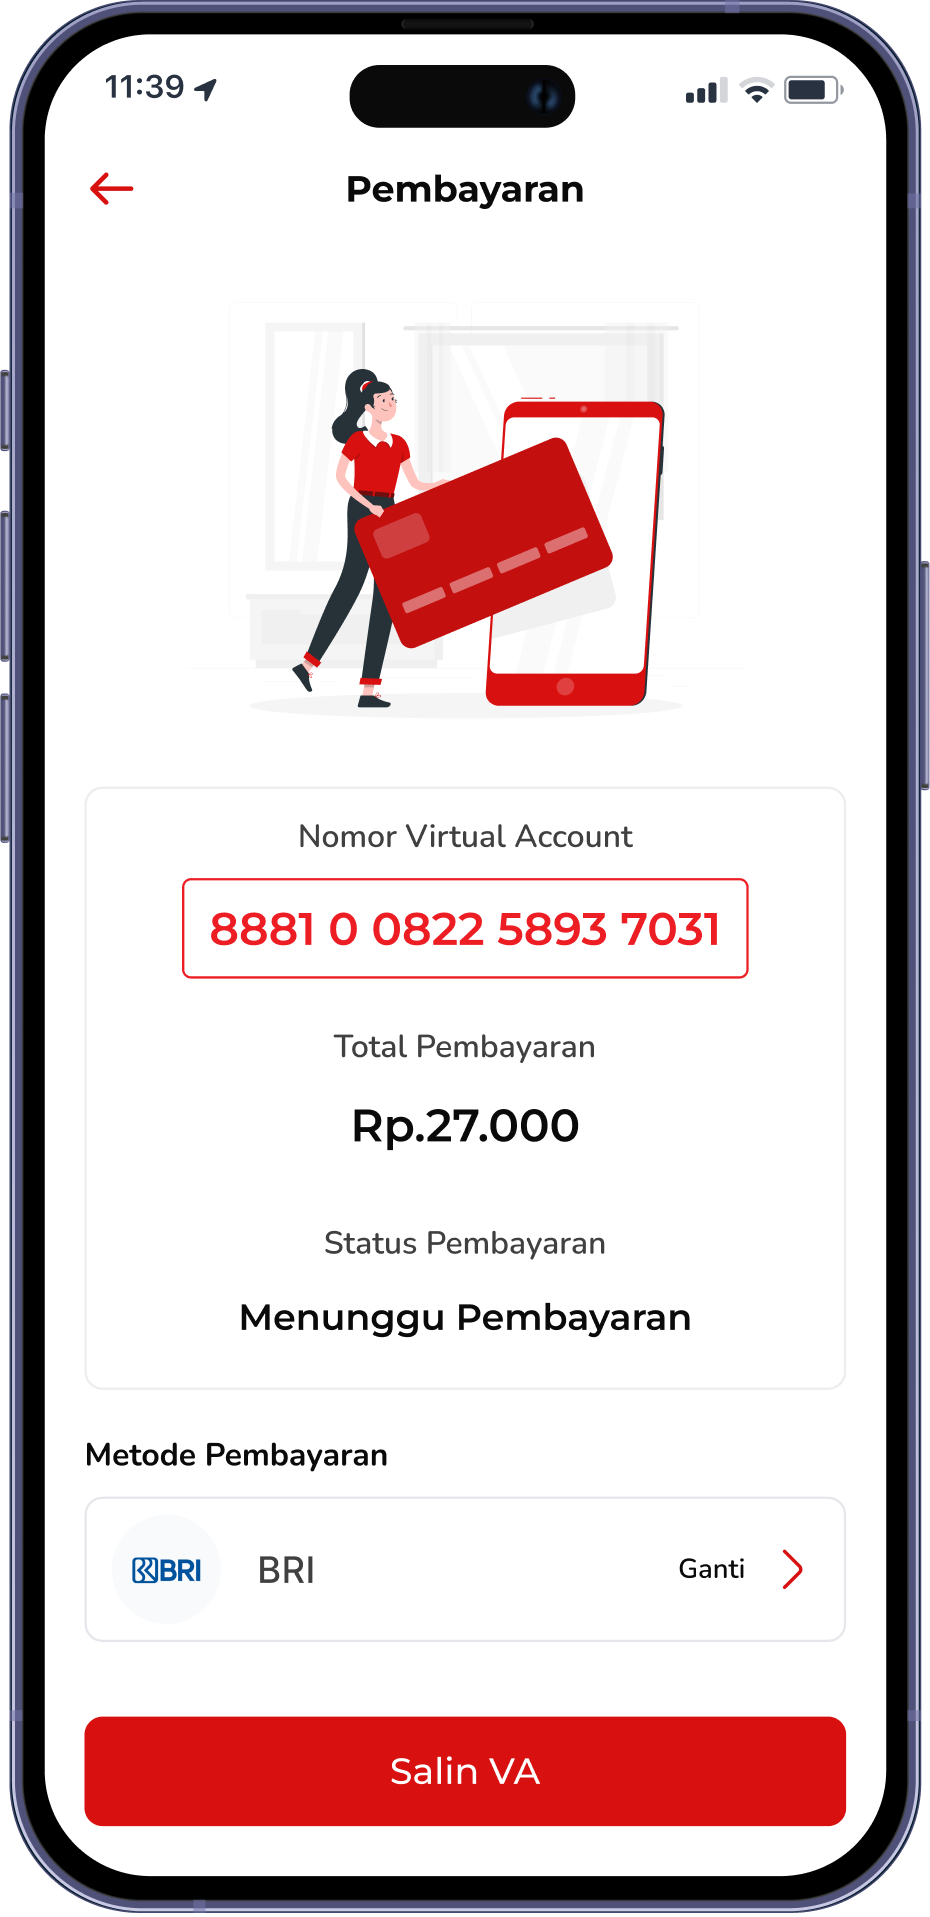 11:39
Pembayaran
Nomor Virtual Account
8881 0 0822 5893 7031
Total Pembayaran
Rp.27.000
Status Pembayaran
Menunggu Pembayaran
Metode Pembayaran
BRI BRI Ganti
Salin VA